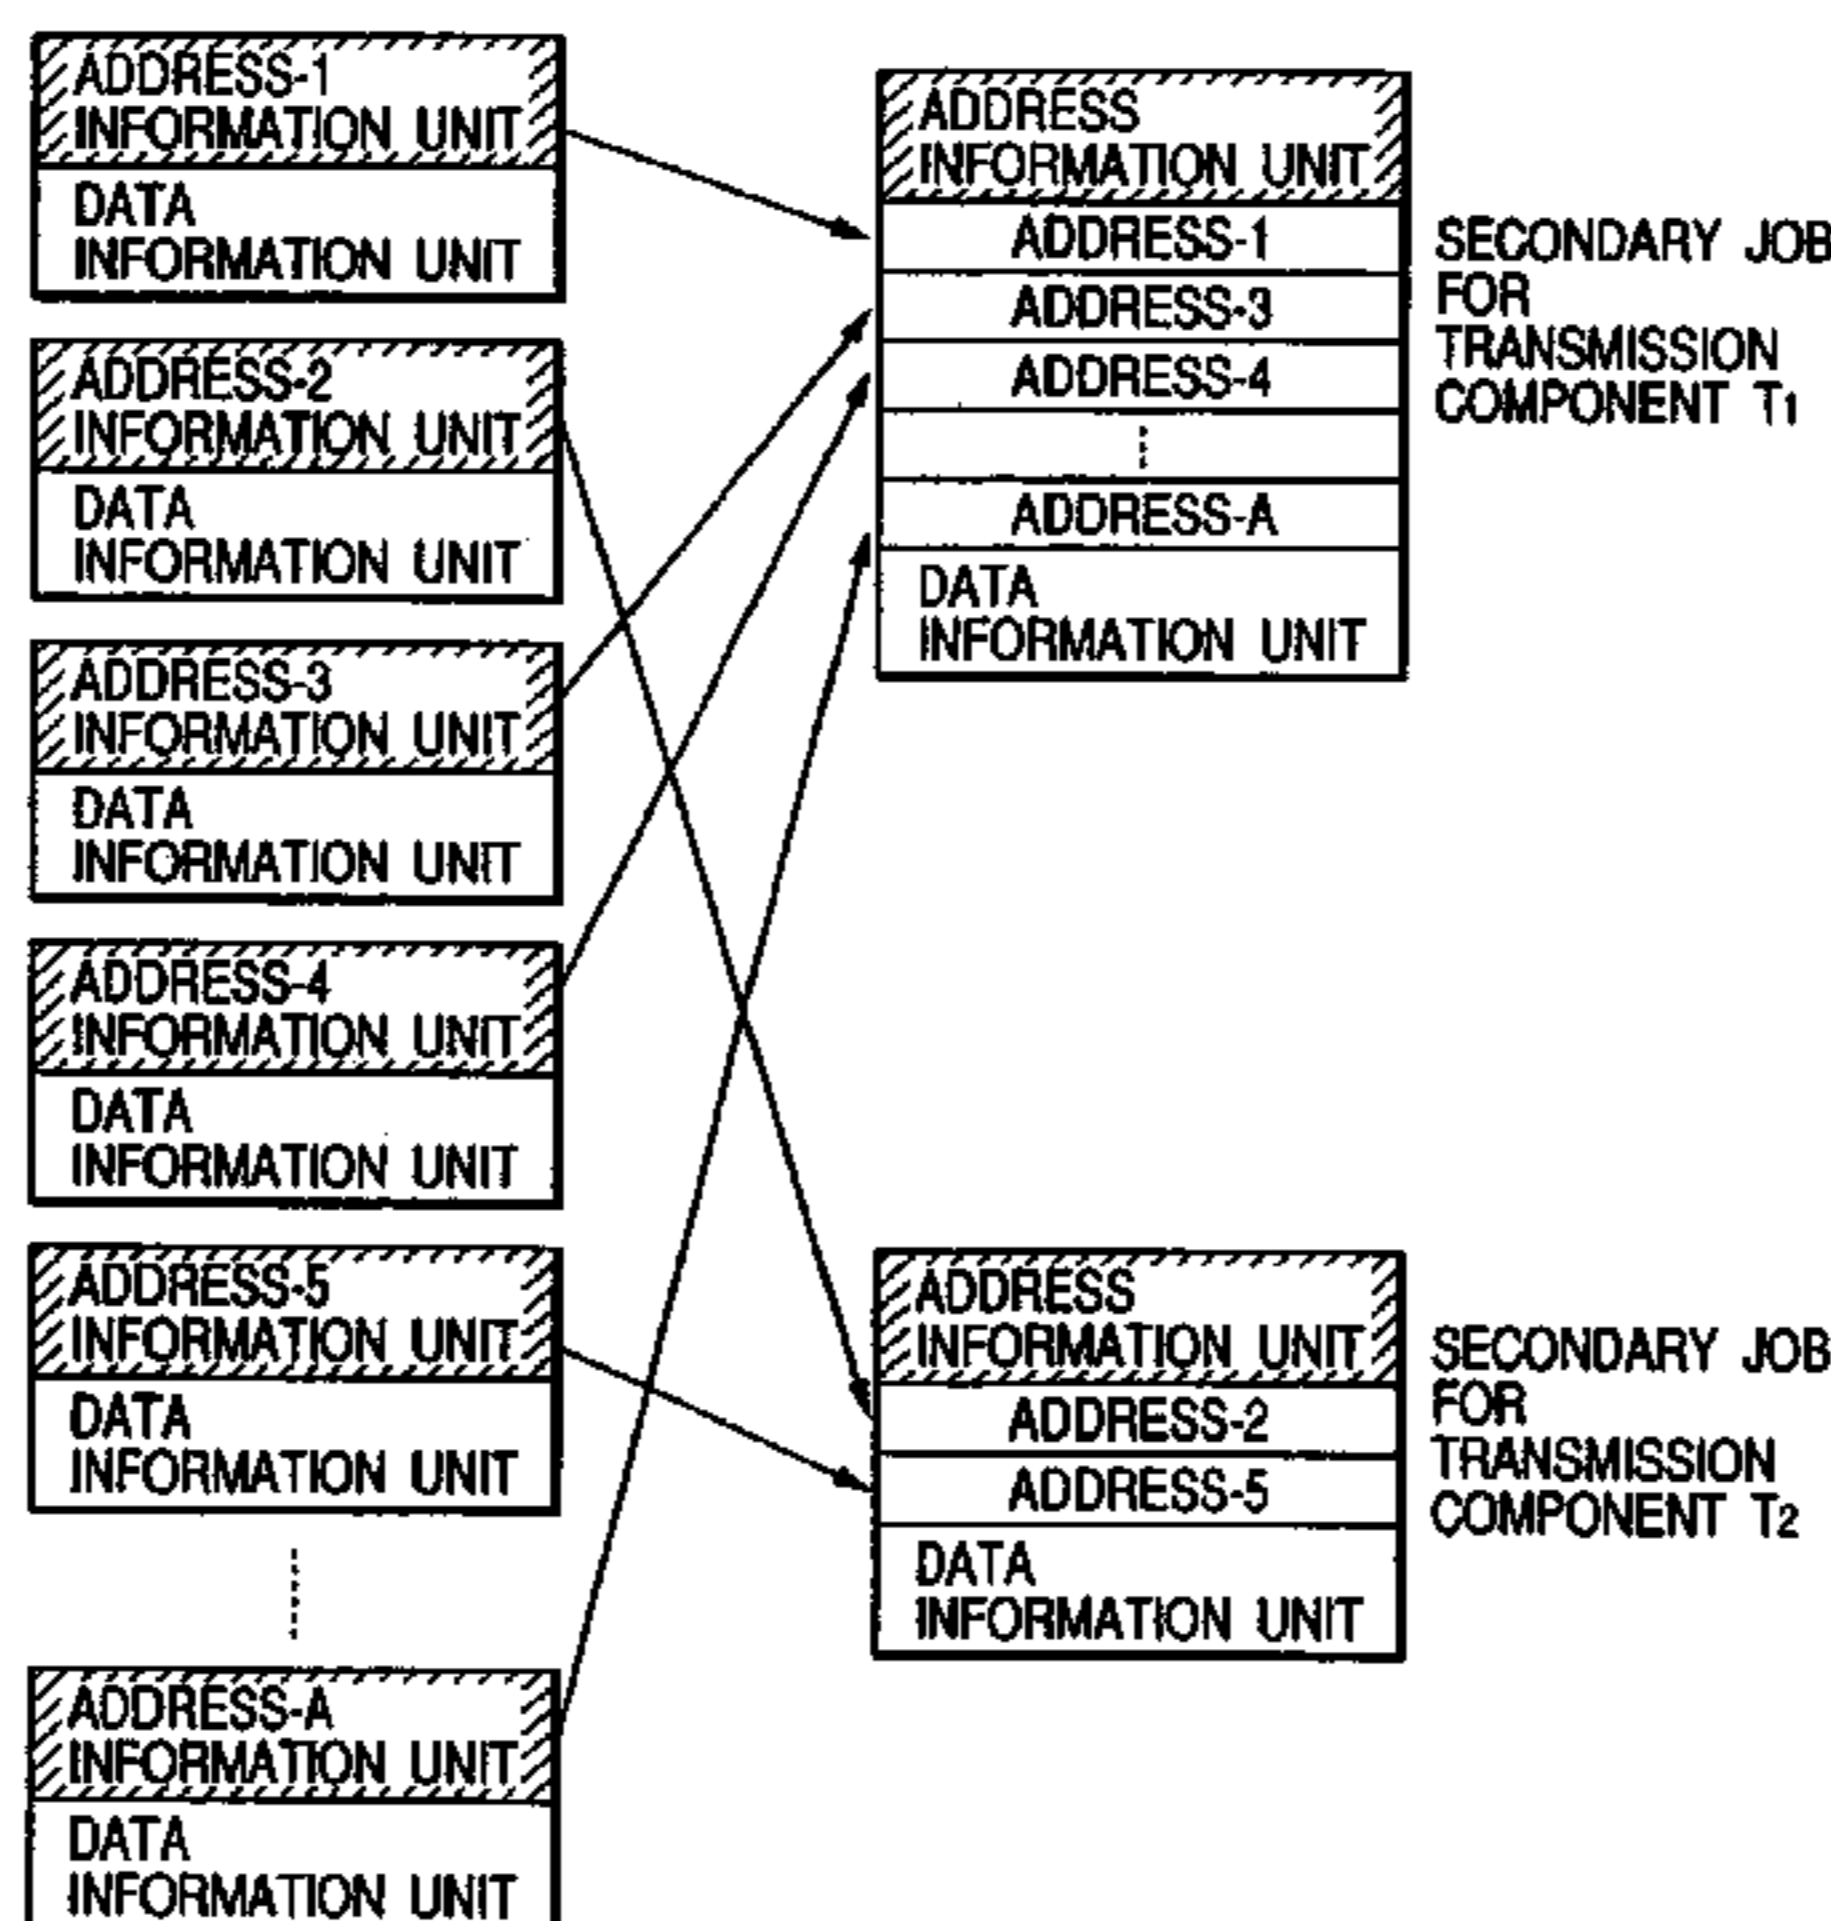 ADDRESS-1
INFORMATION UNIT
DATA
INFORMATION UNIT
ADDRESS-2
INFORMATION UNIT
DATA
INFORMATION UNIT
ADDRESS-3
INFORMATION UNIT
DATA
INFORMATION UNIT
ADDRESS-4
INFORMATION UNIT
DATA
INFORMATION UNIT
ADDRESS-5
INFORMATION UNIT
DATA
INFORMATION UNIT
ADDRESS-A
INFORMATION UNIT
DATA
INFORMATION UNIT
ADDRESS
INFORMATION UNIT
ADDRESS-1
ADDRESS-3
ADDRESS-4
ADDRESS-A
DATA
INFORMATION UNIT
SECONDARY JOB
FOR
TRANSMISSION
COMPONENT T1
ADDRESS
INFORMATION UNIT
ADDRESS-2
ADDRESS-5
DATA
INFORMATION UNIT
SECONDARY JOB
FOR
TRANSMISSION
COMPONENT T2